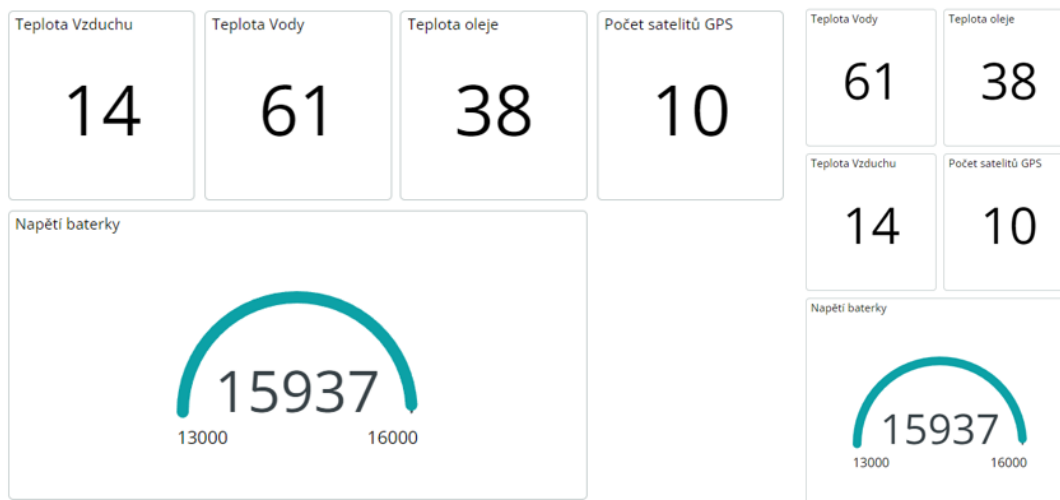 Teplota Vzduchu
14
Teplota Vody
61
Teplota oleje
38
Počet satelitů GPS
10
Napětí baterky
15937
13000 16000
Teplota Vody
61
Teplota oleje
38
Teplota Vzduchu
14
Počet satelitů GPS
10
Napětí baterky
15937
13000 16000